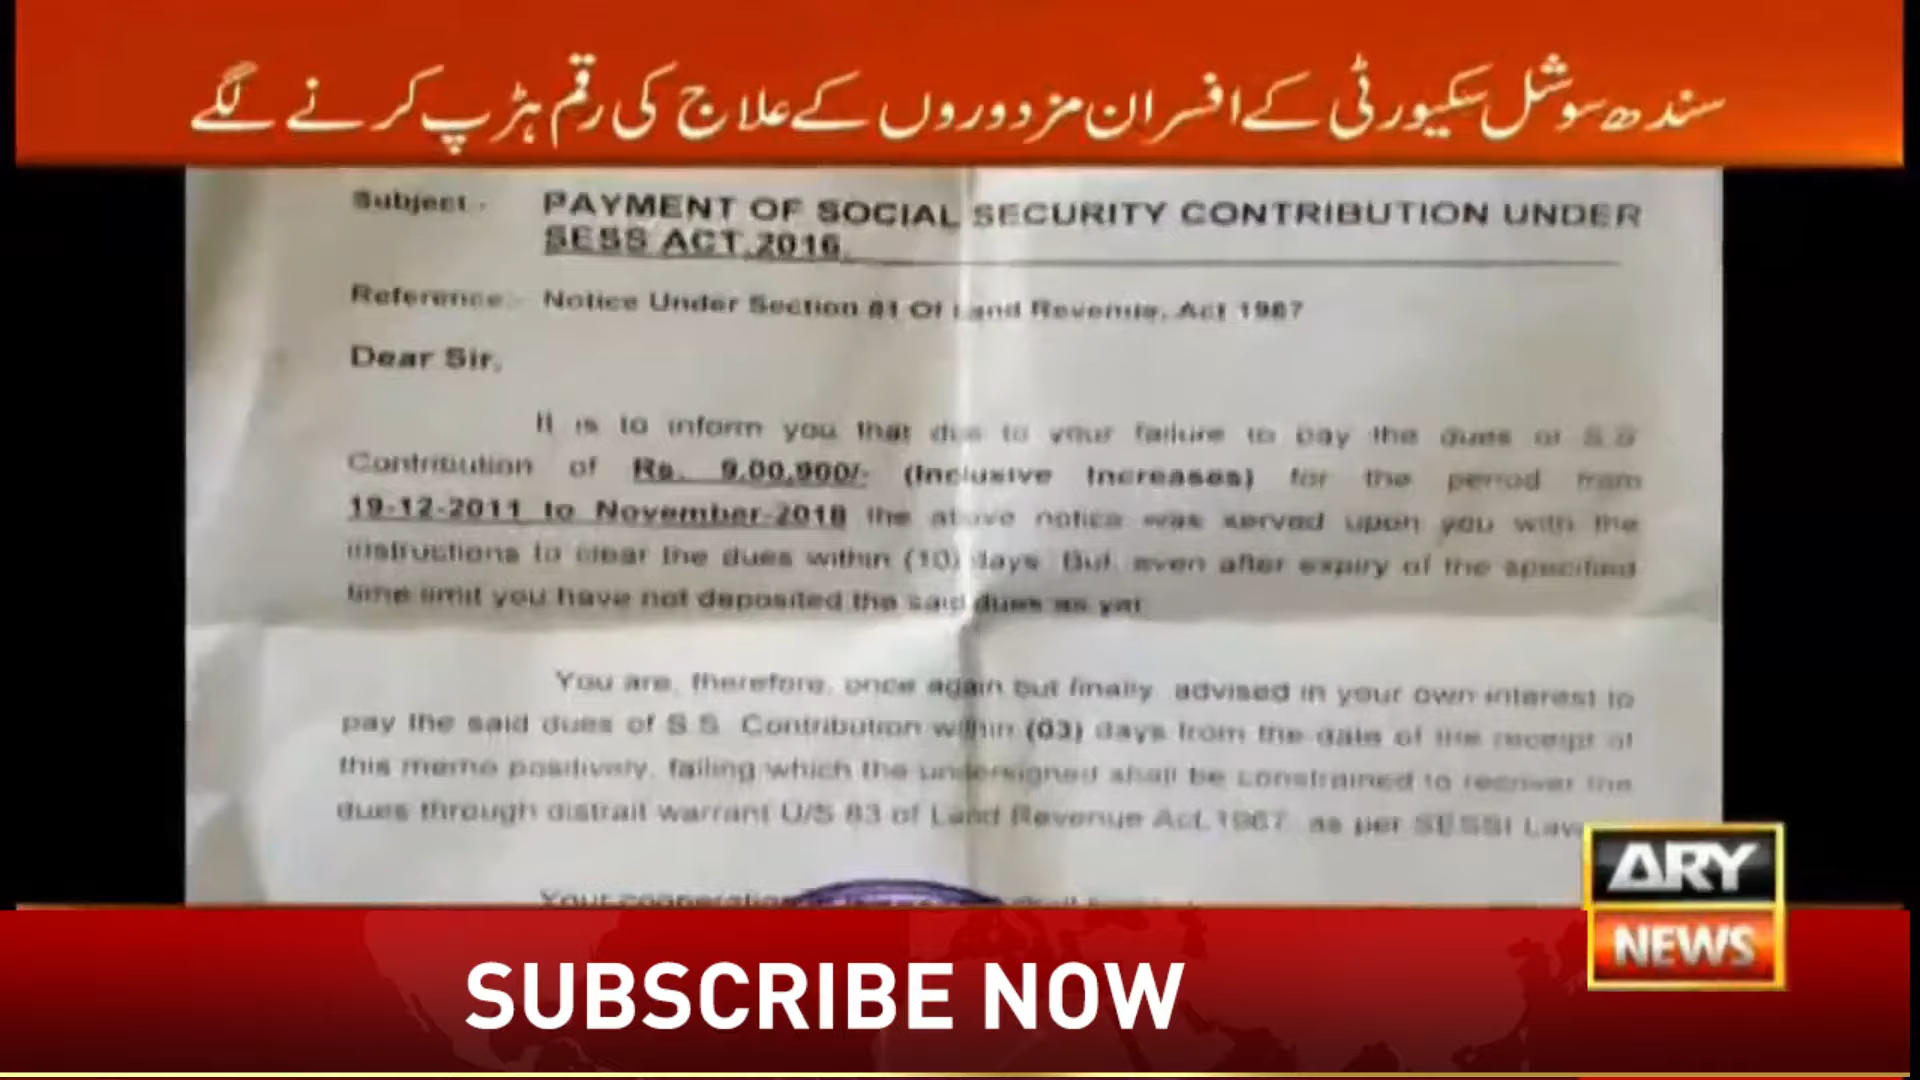 سندھ سوشل سکیورٹی کے افسران مزدوروں کے علاج کی رقم ہڑپ کرنے لگے
Subject:- PAYMENT OF SOCIAL SECURITY CONTRIBUTION UNDER
SESS ACT,2016.
Reference:- Notice Under Section 81 Of Land Revenue, Act 1967
Dear Sir,
It is to inform you that due to your failure to pay the dues of S.S
Contribution of Rs. 9,00,900/- (Inclusive Increases) for the period from
19-12-2011 to November-2018 the above notice was served upon you with the
instructions to clear the dues within (10) days. But, even after expiry of the specified
time limit you have not deposited the said dues as yet.
You are, therefore, once again but finally, advised in your own interest to
pay the said dues of S.S. Contribution within (03) days from the date of the receipt of
this memo positively, failing which the undersigned shall be constrained to recover the
dues through distrait warrant U/S 83 of Land Revenue Act,1967, as per SESSI Law
Your cooperation
ARY
NEWS
SUBSCRIBE NOW